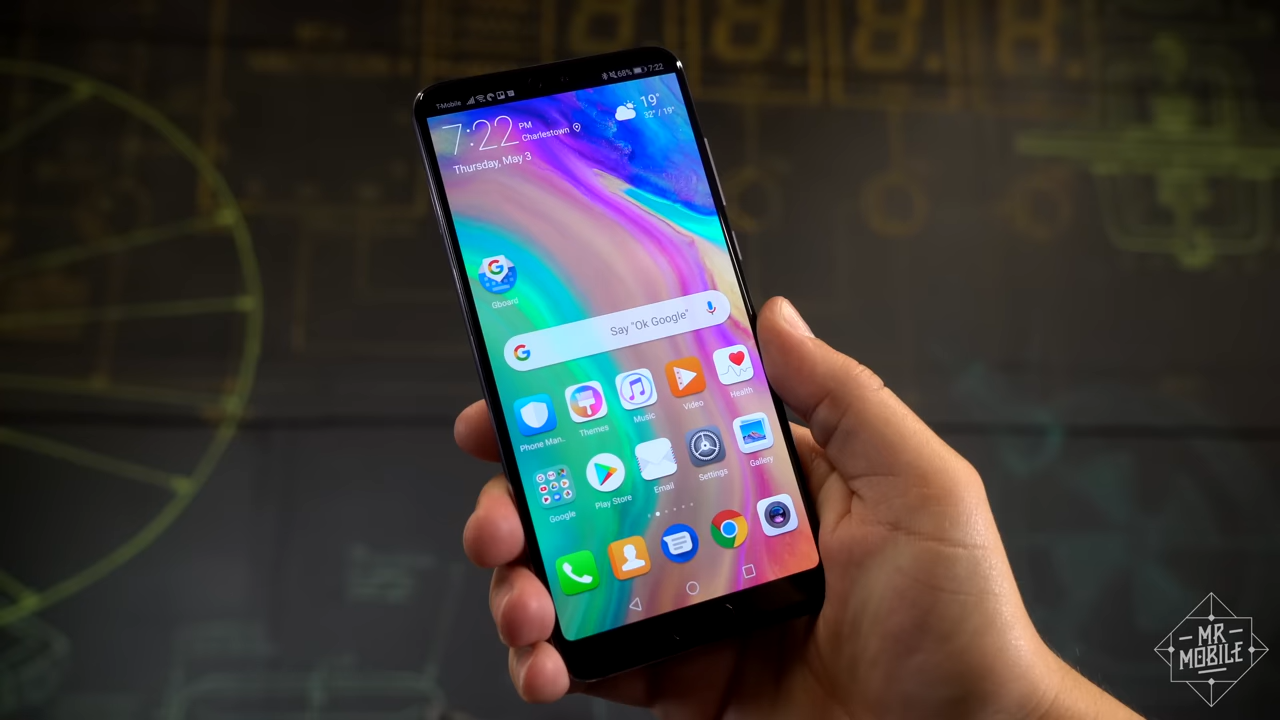 T-Mobile
68% 7:22
7:22 PM
Charlestown
Thursday, May 3
19°
32° / 19°
Gboard
Say "Ok Google"
Phone Man..
Themes
Music
Video
Health
Google
Play Store
Email
Settings
Gallery
MR
MOBILE